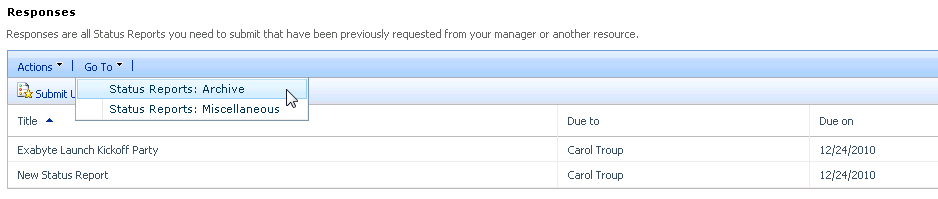 Responses
Responses are all Status Reports you need to submit that have been previously requested from your manager or another resource.
Actions Go To
Status Reports: Archive
Submit
Status Reports: Miscellaneous
Title Due to Due on
Exabyte Launch Kickoff Party Carol Troup 12/24/2010
New Status Report Carol Troup 12/24/2010